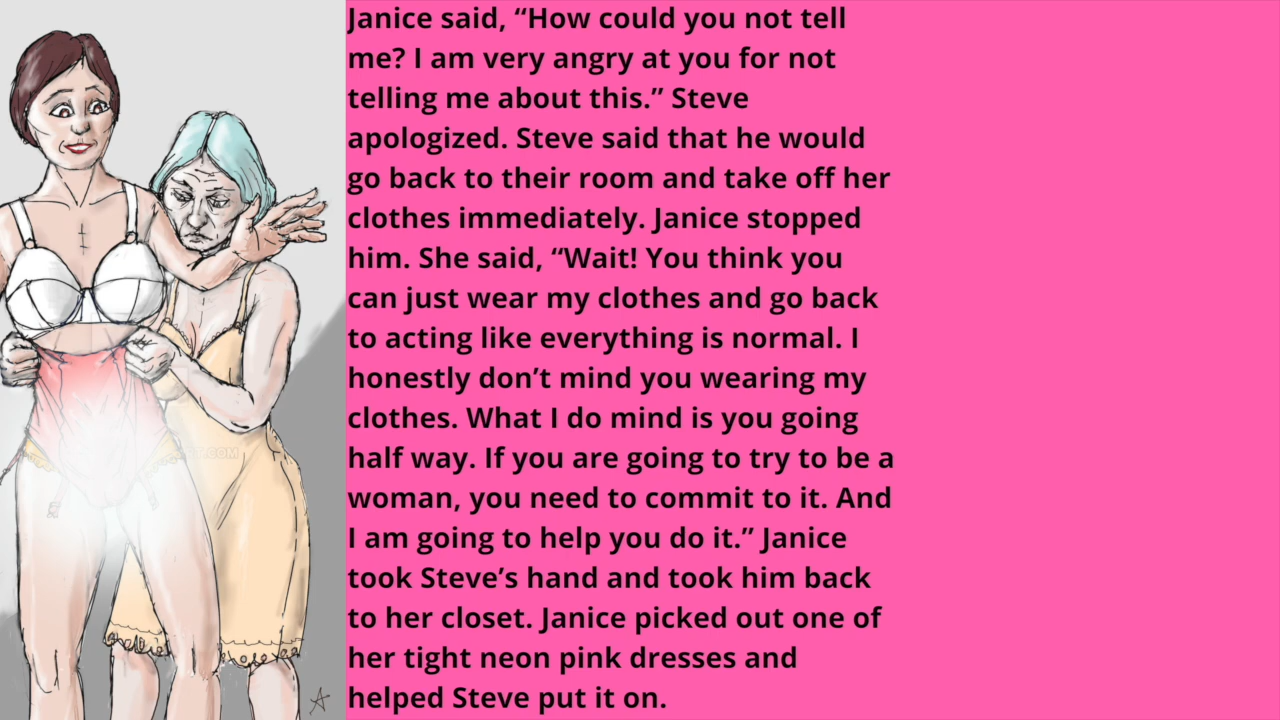 Janice said, “How could you not tell
me? I am very angry at you for not
telling me about this.” Steve
apologized. Steve said that he would
go back to their room and take off her
clothes immediately. Janice stopped
him. She said, “Wait! You think you
can just wear my clothes and go back
to acting like everything is normal. I
honestly don’t mind you wearing my
clothes. What I do mind is you going
half way. If you are going to try to be a
woman, you need to commit to it. And
I am going to help you do it.” Janice
took Steve’s hand and took him back
to her closet. Janice picked out one of
her tight neon pink dresses and
helped Steve put it on.